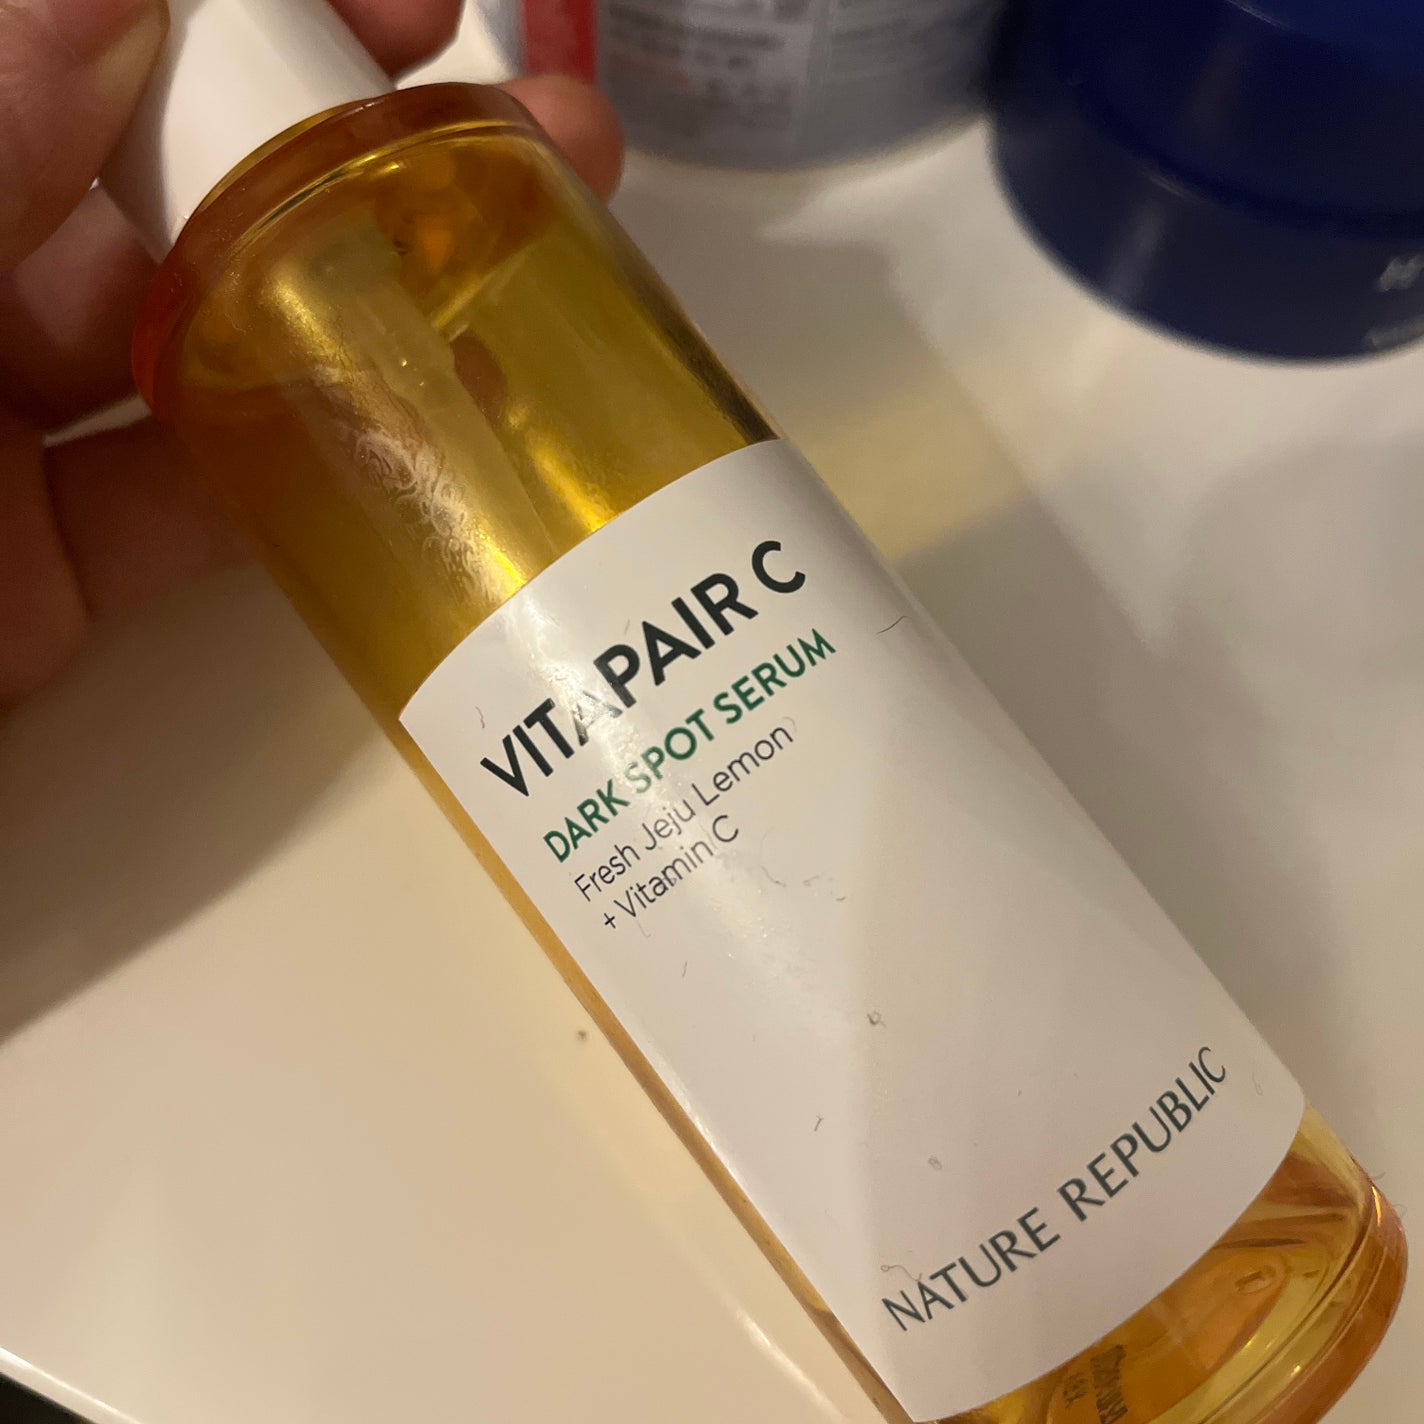 VITAPAIR C
DARK SPOT SERUM
Fresh Jeju Lemon
+ Vitamin C
NATURE REPUBLIC